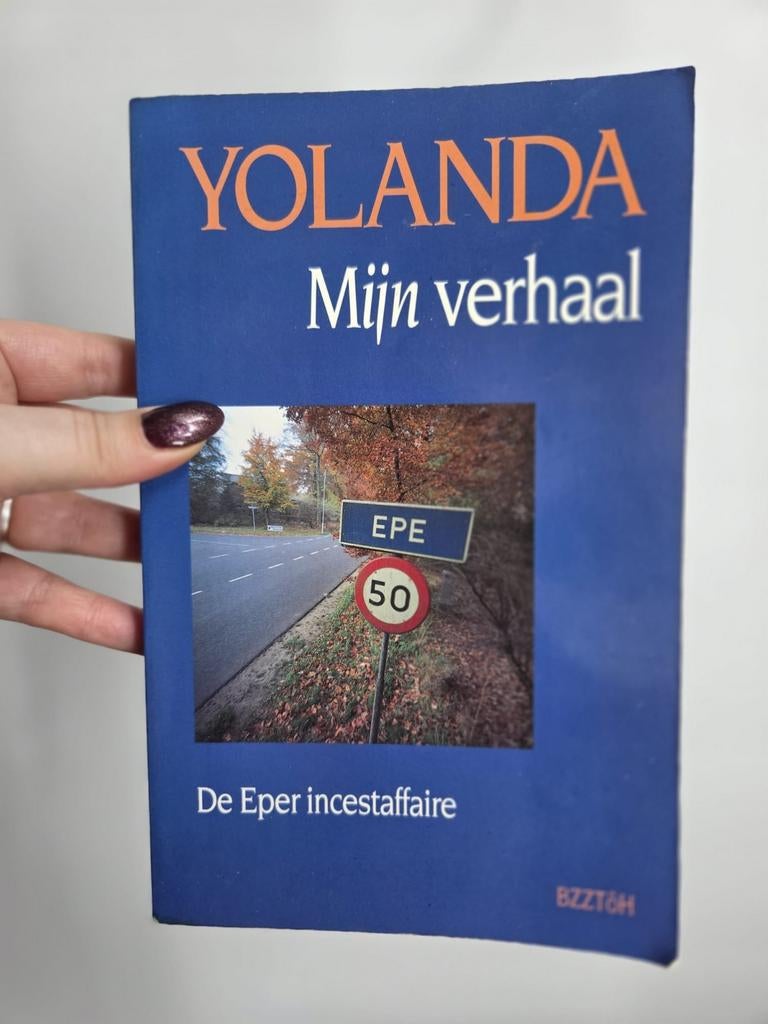 YOLANDA
Mijn verhaal
EPE
50
De Eper incestaffaire
BZZTôH